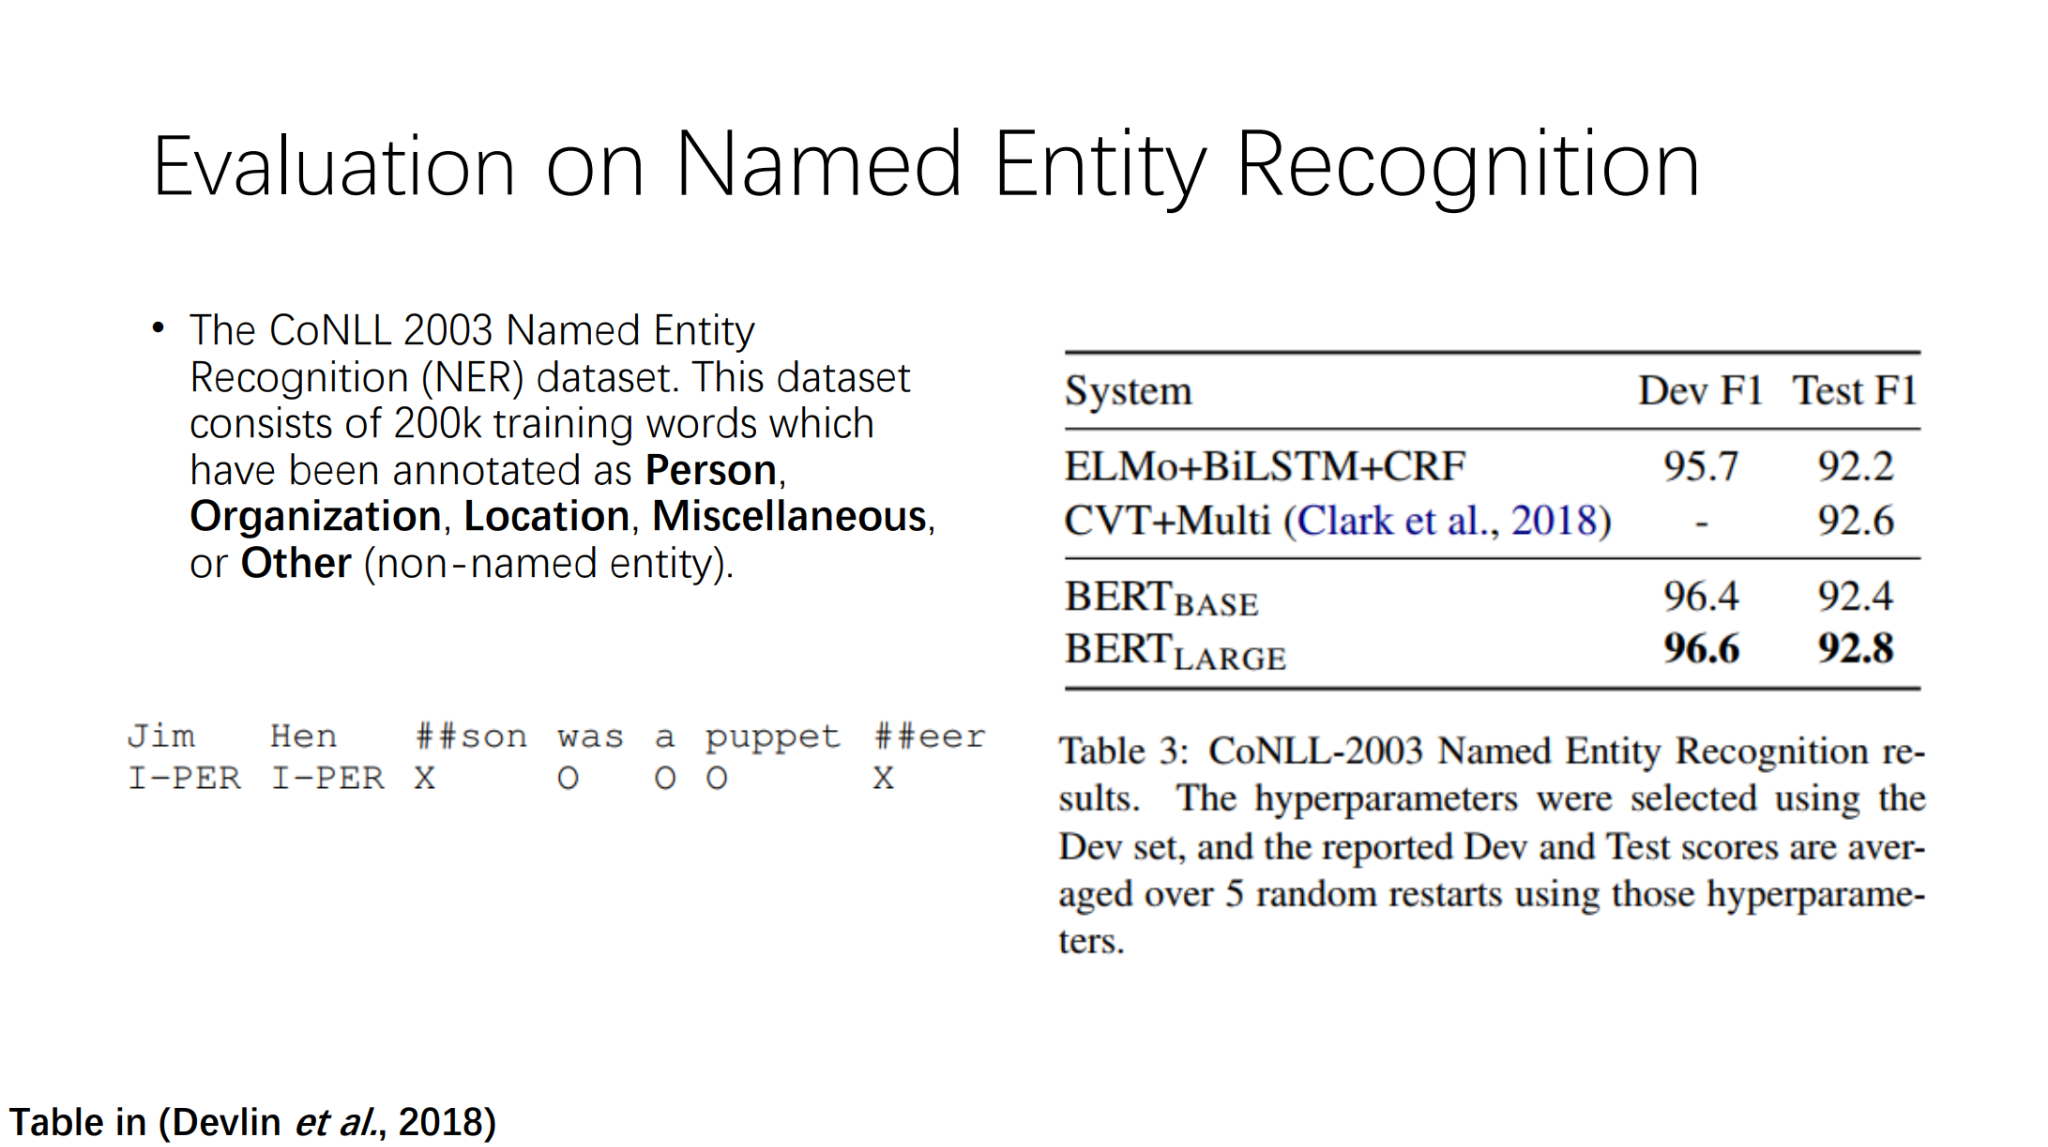 Evaluation on Named Entity Recognition
• The CoNLL 2003 Named Entity
Recognition (NER) dataset. This dataset
consists of 200k training words which
have been annotated as Person,
Organization, Location, Miscellaneous,
or Other (non-named entity).
Jim Hen ##son was a puppet ##eer
I-PER I-PER X O O O X
System Dev F1 Test F1
ELMo+BiLSTM+CRF 95.7 92.2
CVT+Multi (Clark et al., 2018) - 92.6
BERTBASE 96.4 92.4
BERTLARGE 96.6 92.8
Table 3: CoNLL-2003 Named Entity Recognition re-
sults. The hyperparameters were selected using the
Dev set, and the reported Dev and Test scores are aver-
aged over 5 random restarts using those hyperparame-
ters.
Table in (Devlin et al., 2018)